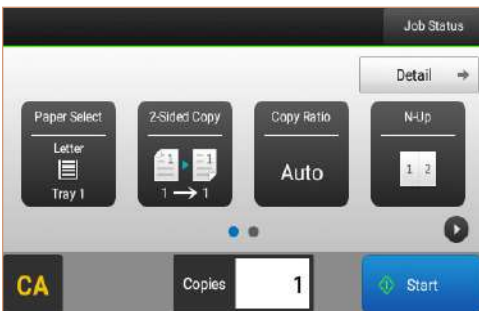 Job Status
Detail
Paper Select
Letter
Tray 1
2-Sided Copy
1 1
1 → 1
Copy Ratio
Auto
N-Up
1 2
CA
Copies
1
Start